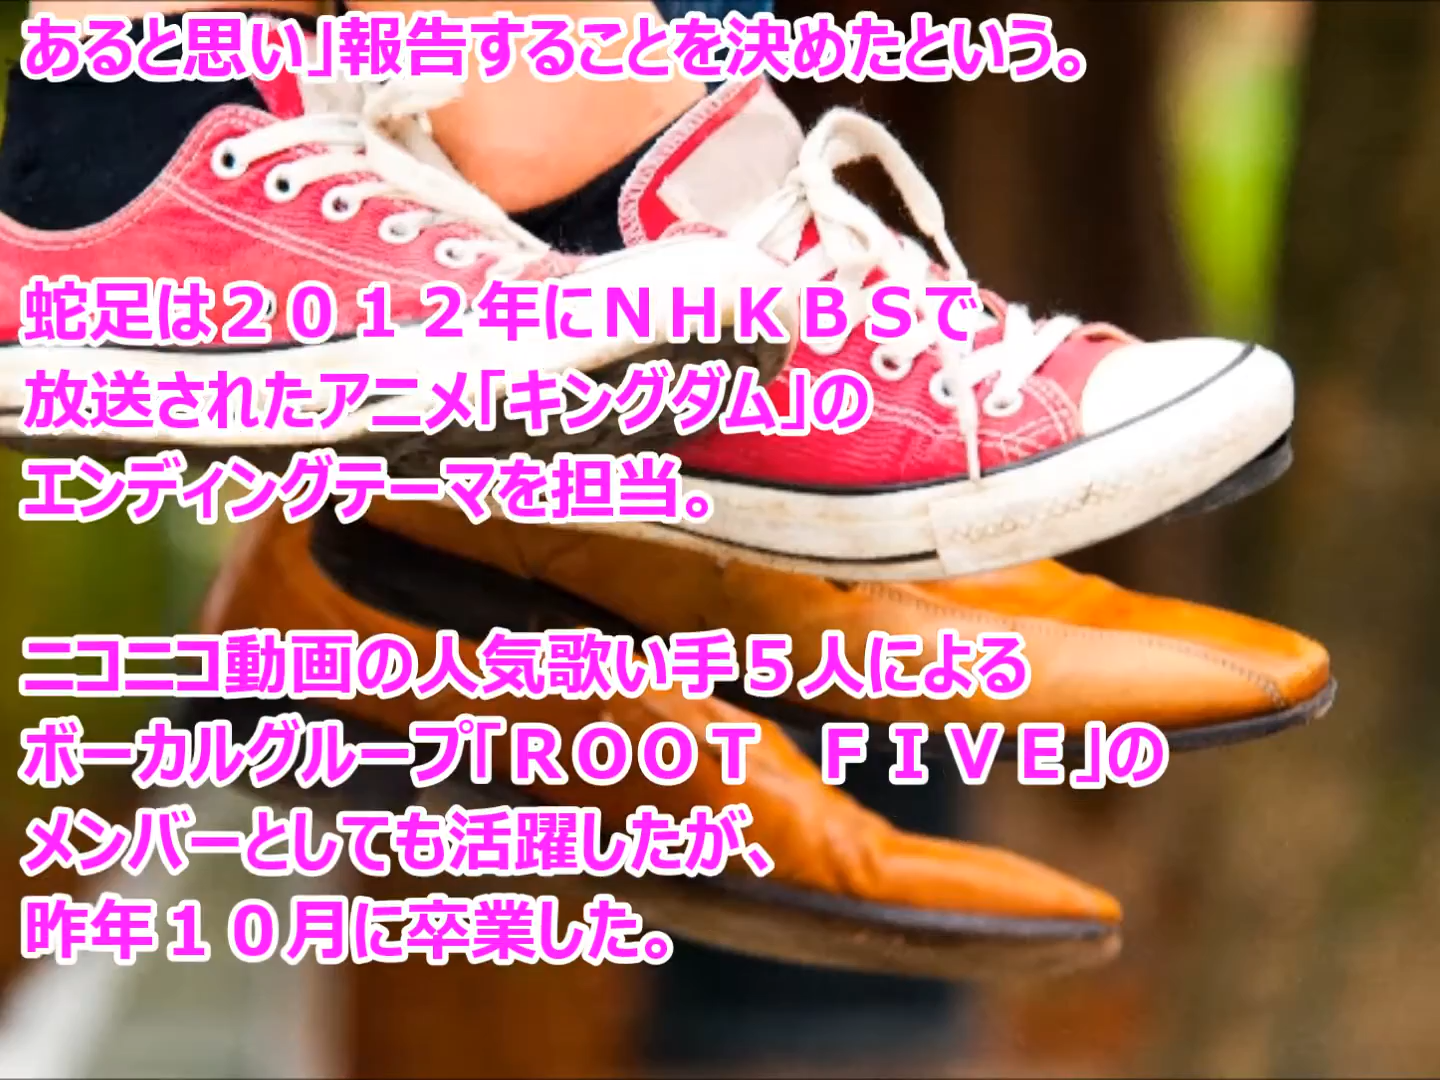 あると思い」報告することを決めたという。
蛇足は２０１２年にＮＨＫＢＳで
放送されたアニメ「キングダム」の
エンディングテーマを担当。
ニコニコ動画の人気歌い手５人による
ボーカルグループ「ＲＯＯＴ　ＦＩＶＥ」の
メンバーとしても活躍したが、
昨年１０月に卒業した。